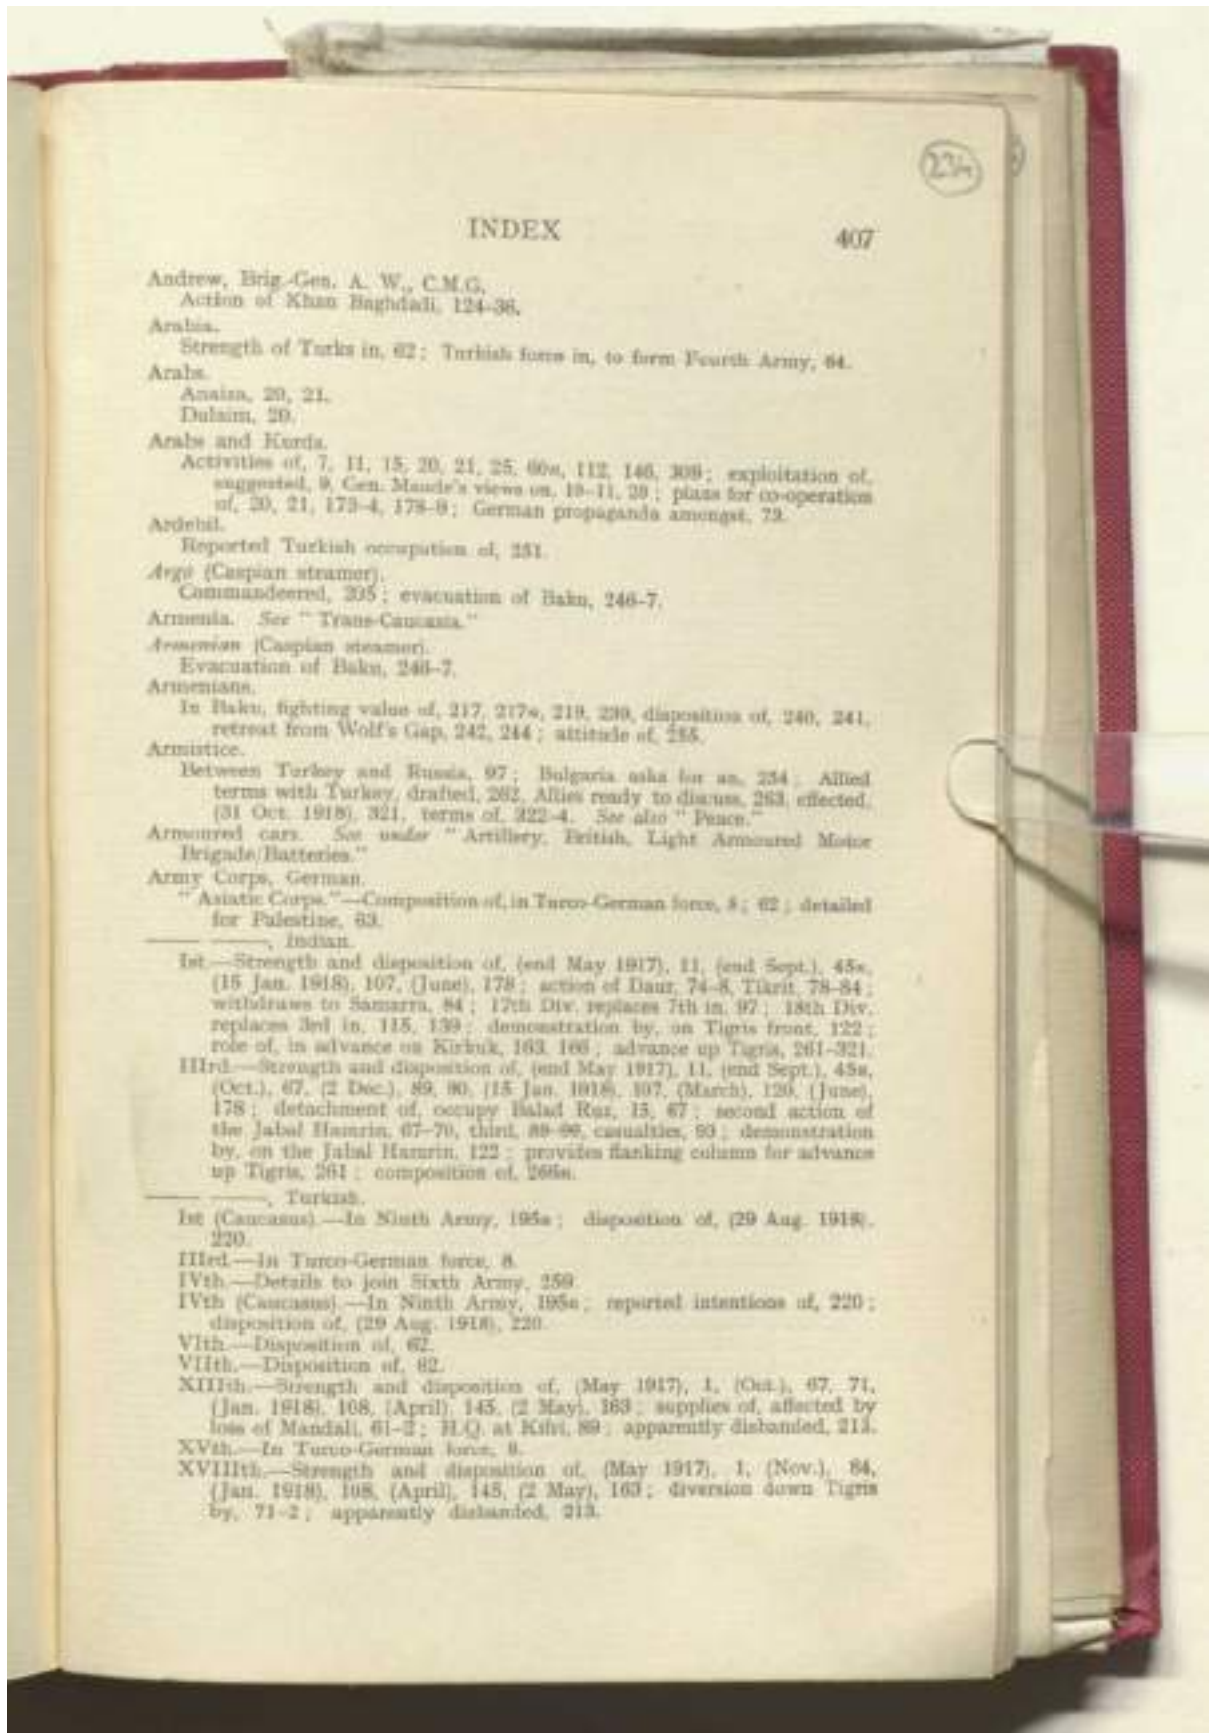 INDEX
407
Andrew, Brig.-Gen. A. W., C.M.G.
Action of Khan Baghdadi, 124–36.
Arabia.
Strength of Turks in, 62; Turkish force in, to form Fourth Army, 64.
Arabs.
Anaiza, 20, 21.
Dulaim, 20.
Arabs and Kurds.
Activities of, 7, 11, 15, 20, 21, 25, 112, 146, 309; exploitation of,
suggested, 9, Gen. Maude's views on, 10–11, 29; plans for co-operation
of, 20, 21, 173–4, 178–9; German propaganda amongst, 73.
Ardebil.
Reported Turkish occupation of, 251.
Argo (Caspian steamer).
Commandeered, 205; evacuation of Baku, 246–7.
Armenia. See "Trans-Caucasia."
Armenian (Caspian steamer).
Evacuation of Baku, 246–7.
Armenians.
In Baku, fighting value of, 217, 217n, 219, 239, disposition of, 240, 241,
retreat from Wolf's Gap, 242, 244; attitude of, 255.
Armistice.
Between Turkey and Russia, 97; Bulgaria asks for an, 254; Allied
terms with Turkey, drafted, 262, Allies ready to discuss, 263, effected,
(31 Oct. 1918), 321, terms of, 322–4. See also "Peace."
Armoured cars. See under "Artillery, British, Light Armoured Motor
Brigade/Batteries."
Army Corps, German.
"Asiatic Corps."—Composition of, in Turco-German force, 8; 62; detailed
for Palestine, 63.
—— ——, Indian.
Ist.—Strength and disposition of, (end May 1917), 11, (end Sept.), 45n,
(15 Jan. 1918), 107, (June), 178; action of Daur, 74–8, Tikrit, 78–84;
withdraws to Samarra, 84; 17th Div. replaces 7th in, 97; 18th Div.
replaces 3rd in, 115, 139; demonstration by, on Tigris front, 122;
role of, in advance on Kirkuk, 163, 166; advance up Tigris, 261–321.
IIIrd.—Strength and disposition of, (end May 1917), 11, (end Sept.), 45n,
(Oct.), 67, (2 Dec.), 89, 90, (15 Jan. 1918), 107, (March), 120, (June),
178; detachment of, occupy Balad Ruz, 15, 67; second action of
the Jabal Hamrin, 67–70, third, casualties, 93; demonstration
by, on the Jabal Hamrin, 122; provides flanking column for advance
up Tigris, 261; composition of, 266n.
—— ——, Turkish.
Ist (Caucasus).—In Ninth Army, 195n; disposition of, (29 Aug. 1918),
220.
IIIrd.—In Turco-German force, 8.
IVth.—Details to join Sixth Army, 259.
IVth (Caucasus).—In Ninth Army, 195n; reported intentions of, 220;
disposition of, (29 Aug. 1918), 220.
VIth.—Disposition of, 62.
VIIth.—Disposition of, 62.
XIIIth.—Strength and disposition of, (May 1917), 1, (Oct.), 67, 71,
(Jan. 1918), 108, (April), 145, (2 May), 163; supplies of, affected by
loss of Mandali, 61–2; H.Q. at Kifri, 89; apparently disbanded, 213.
XVth.—In Turco-German force, 8.
XVIIIth.—Strength and disposition of, (May 1917), 1, (Nov.), 84,
(Jan. 1918), 108, (April), 145, (2 May), 163; diversion down Tigris
by, 71–2; apparently disbanded, 213.